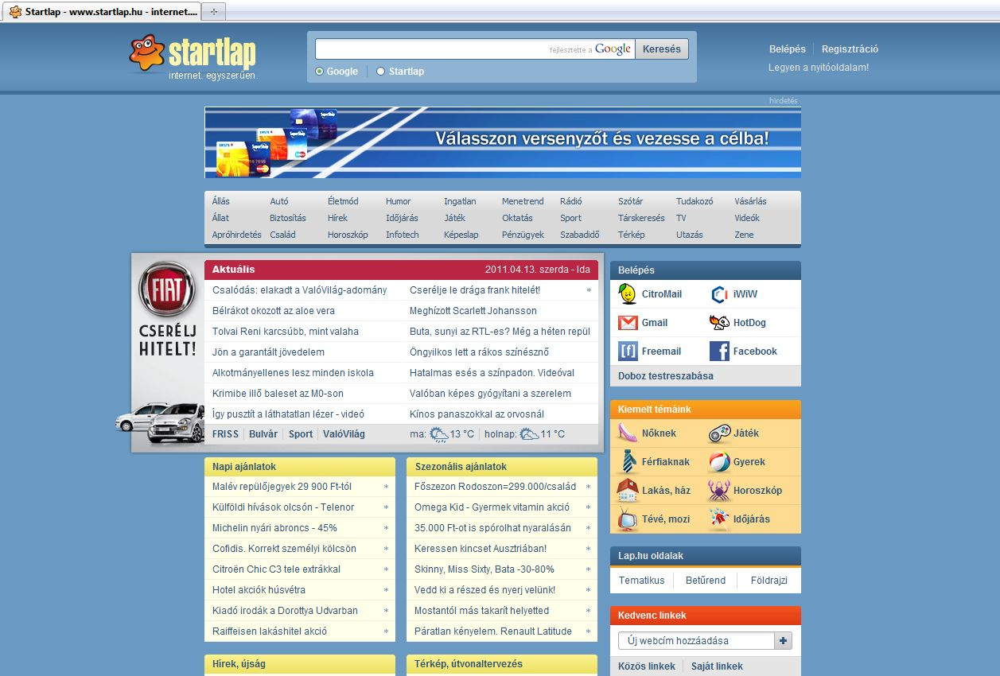 Startlap - www.startlap.hu - internet....
startlap
internet. egyszerűen.
fejlesztette a Google
Keresés
Google
Startlap
Belépés
Regisztráció
Legyen a nyitóoldalam!
hirdetés
Válasszon versenyzőt és vezesse a célba!
Állás Autó Életmód Humor Ingatlan Menetrend Rádió Szótár Tudakozó Vásárlás
Állat Biztosítás Hírek Időjárás Játék Oktatás Sport Társkeresés TV Videók
Apróhirdetés Család Horoszkóp Infotech Képeslap Pénzügyek Szabadidő Térkép Utazás Zene
FIAT
CSERÉLJ
HITELT!
Aktuális 2011.04.13. szerda - Ida
Csalódás: elakadt a ValóVilág-adomány Cserélje le drága frank hitelét! *
Bélrákot okozott az aloe vera Meghízott Scarlett Johansson
Tolvai Reni karcsúbb, mint valaha Buta, sunyi az RTL-es? Még a héten repül
Jön a garantált jövedelem Öngyilkos lett a rákos színésznő
Alkotmányellenes lesz minden iskola Hatalmas esés a színpadon. Videóval
Krimibe illő baleset az M0-son Valóban képes gyógyítani a szerelem
Így pusztít a láthatatlan lézer - videó Kínos panaszokkal az orvosnál
FRISS Bulvár Sport ValóVilág ma: 13 °C holnap: 11 °C
Belépés
CitroMail iWiW
Gmail HotDog
Freemail Facebook
Doboz testreszabása
Kiemelt témáink
Nőknek Játék
Férfiaknak Gyerek
Lakás, ház Horoszkóp
Tévé, mozi Időjárás
Lap.hu oldalak
Tematikus Betűrend Földrajzi
Kedvenc linkek
Új webcím hozzáadása
Közös linkek Saját linkek
Napi ajánlatok
Malév repülőjegyek 29 900 Ft-tól *
Külföldi hívások olcsón - Telenor *
Michelin nyári abroncs - 45% *
Cofidis. Korrekt személyi kölcsön *
Citroën Chic C3 tele extrákkal *
Hotel akciók húsvétra *
Kiadó irodák a Dorottya Udvarban *
Raiffeisen lakáshitel akció *
Szezonális ajánlatok
Főszezon Rodoszon=299.000/család *
Omega Kid - Gyermek vitamin akció *
35.000 Ft-ot is spórolhat nyaralásán *
Keressen kincset Ausztriában! *
Skinny, Miss Sixty, Bata -30-80% *
Vedd ki a részed és nyerj velünk! *
Mostantól más takarít helyetted *
Páratlan kényelem. Renault Latitude *
Hírek, újság
Térkép, útvonaltervezés